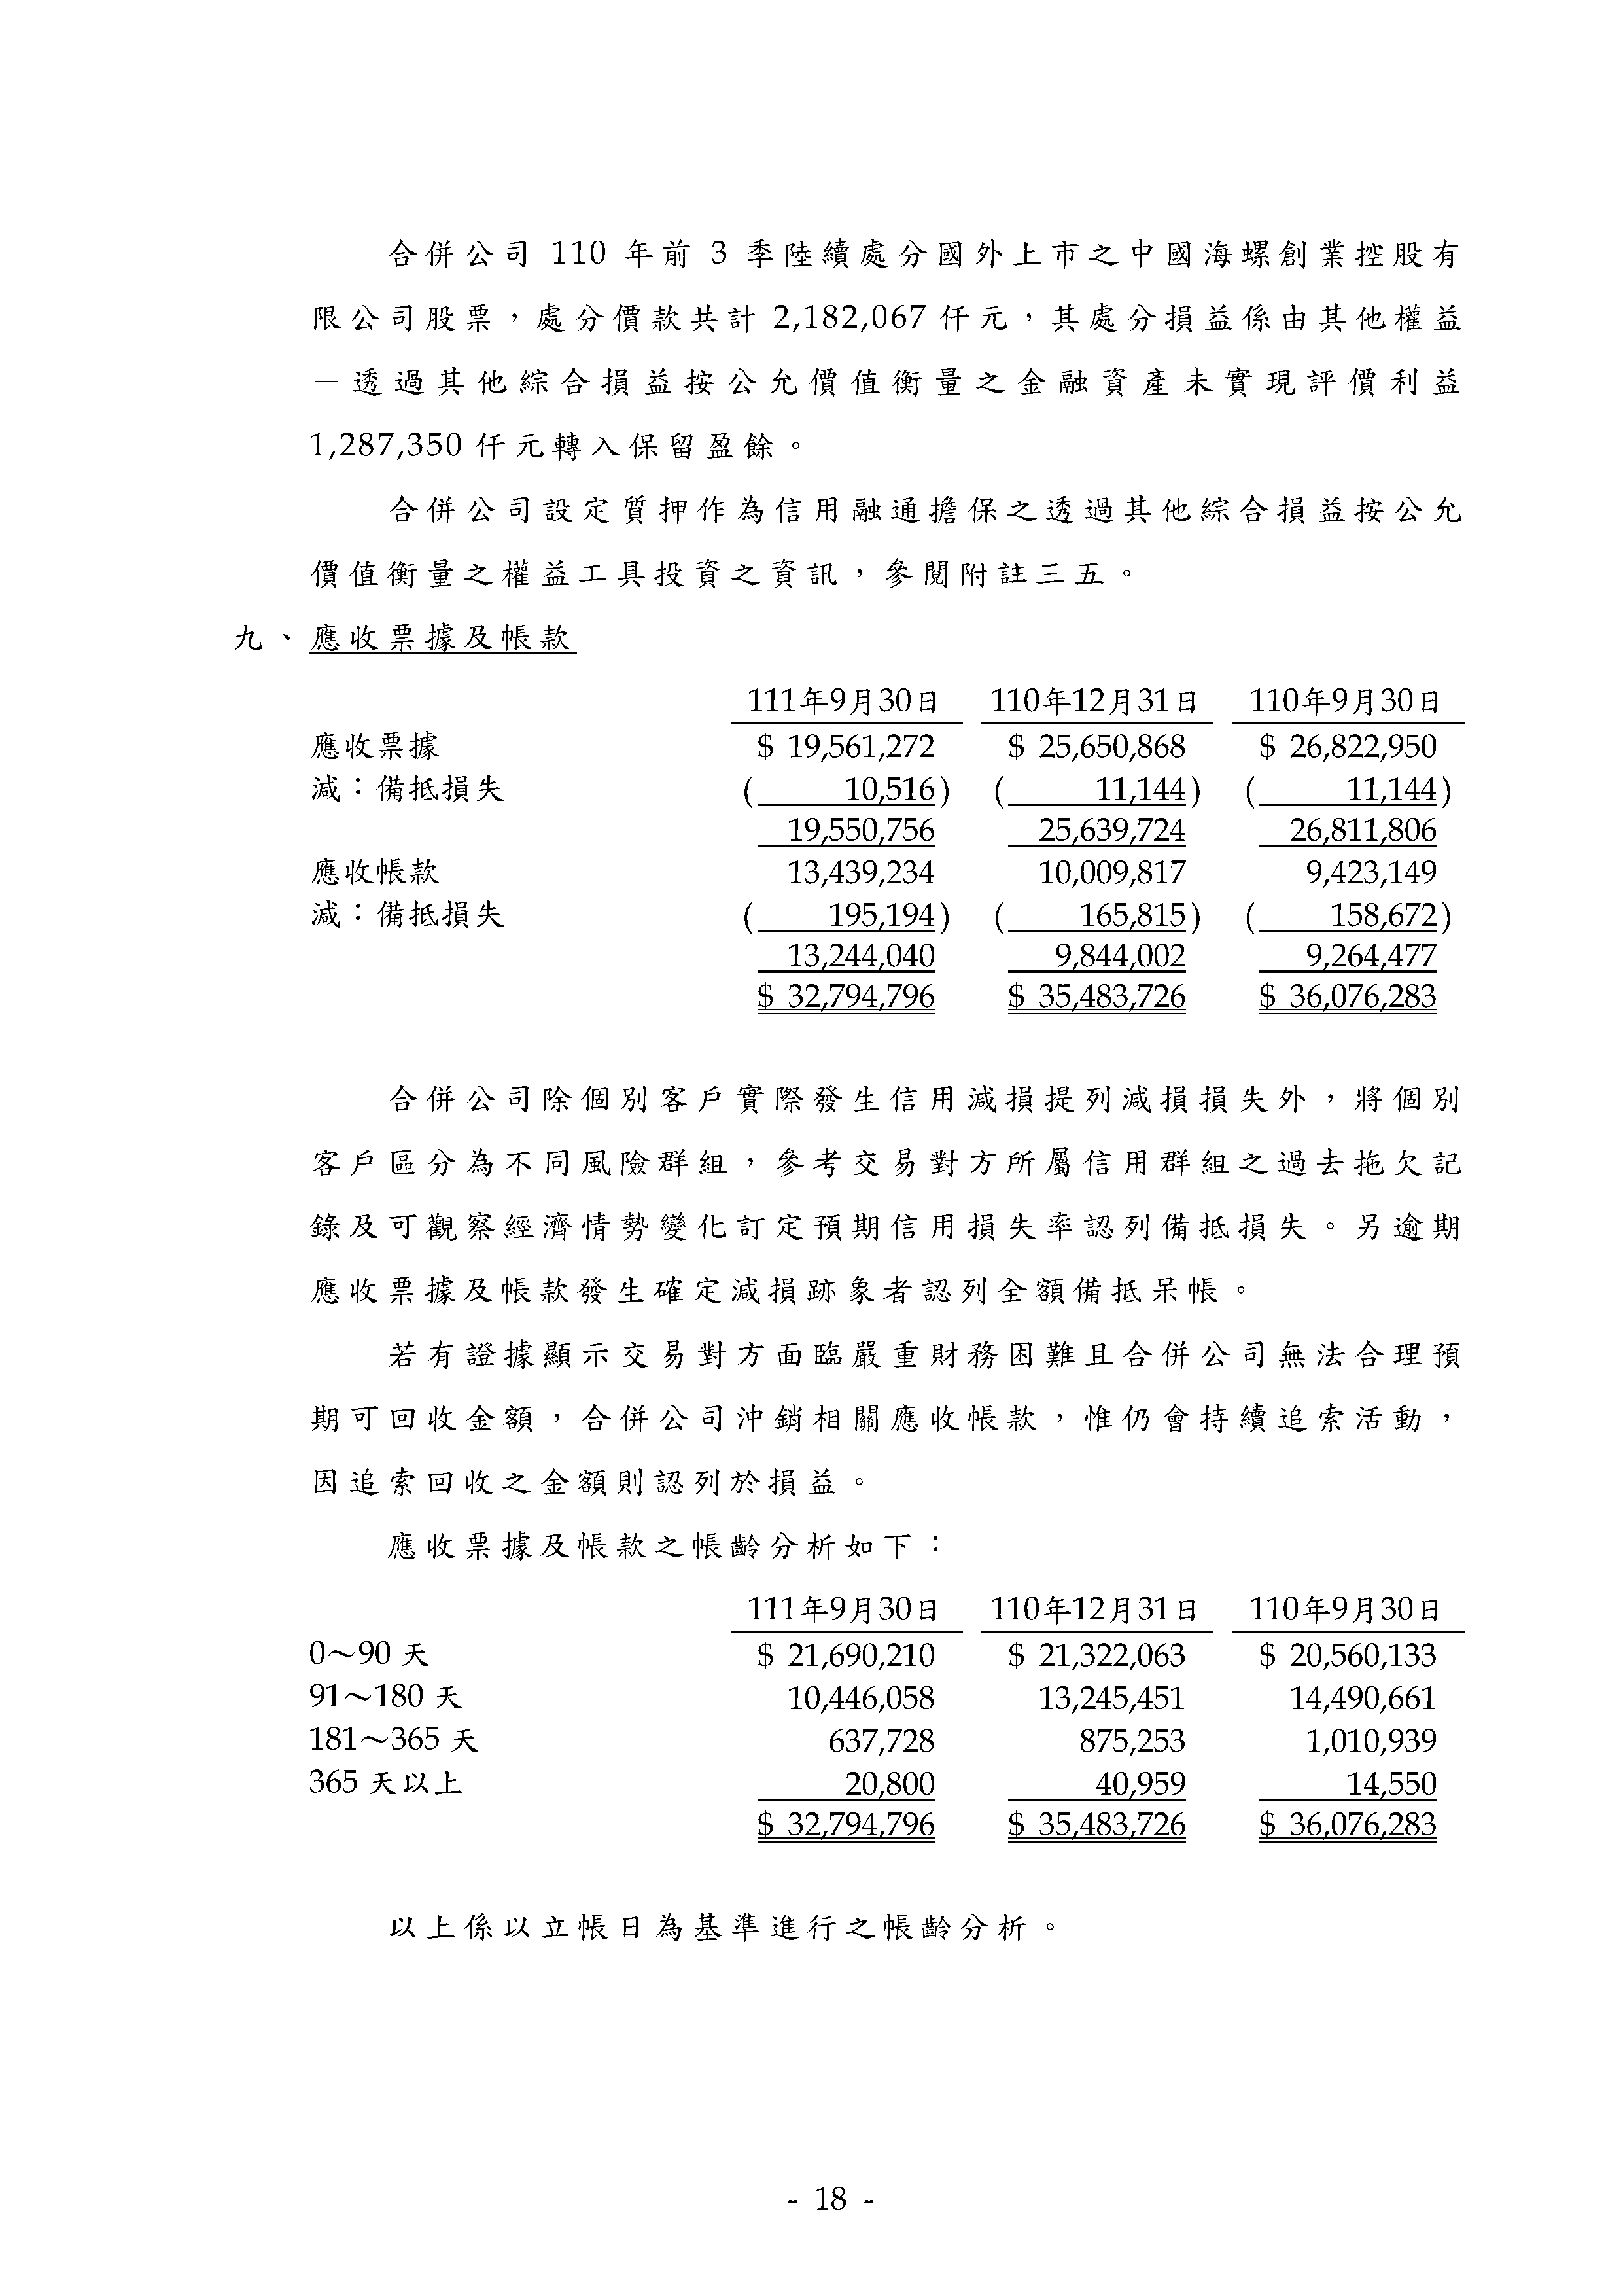 合併公司 110 年前 3 季陸續處分國外上市之中國海螺創業控股有
限公司股票，處分價款共計 2,182,067 仟元，其處分損益係由其他權益
－透過其他綜合損益按公允價值衡量之金融資產未實現評價利益
1,287,350 仟元轉入保留盈餘。
合併公司設定質押作為信用融通擔保之透過其他綜合損益按公允
價值衡量之權益工具投資之資訊，參閱附註三五。
九、應收票據及帳款
111年9月30日 110年12月31日 110年9月30日
應收票據 $ 19,561,272 $ 25,650,868 $ 26,822,950
減：備抵損失 ( 10,516) ( 11,144) ( 11,144)
19,550,756 25,639,724 26,811,806
應收帳款 13,439,234 10,009,817 9,423,149
減：備抵損失 ( 195,194) ( 165,815) ( 158,672)
13,244,040 9,844,002 9,264,477
$ 32,794,796 $ 35,483,726 $ 36,076,283
合併公司除個別客戶實際發生信用減損提列減損損失外，將個別
客戶區分為不同風險群組，參考交易對方所屬信用群組之過去拖欠記
錄及可觀察經濟情勢變化訂定預期信用損失率認列備抵損失。另逾期
應收票據及帳款發生確定減損跡象者認列全額備抵呆帳。
若有證據顯示交易對方面臨嚴重財務困難且合併公司無法合理預
期可回收金額，合併公司沖銷相關應收帳款，惟仍會持續追索活動，
因追索回收之金額則認列於損益。
應收票據及帳款之帳齡分析如下：
111年9月30日 110年12月31日 110年9月30日
0～90 天 $ 21,690,210 $ 21,322,063 $ 20,560,133
91～180 天 10,446,058 13,245,451 14,490,661
181～365 天 637,728 875,253 1,010,939
365 天以上 20,800 40,959 14,550
$ 32,794,796 $ 35,483,726 $ 36,076,283
以上係以立帳日為基準進行之帳齡分析。
- 18 -